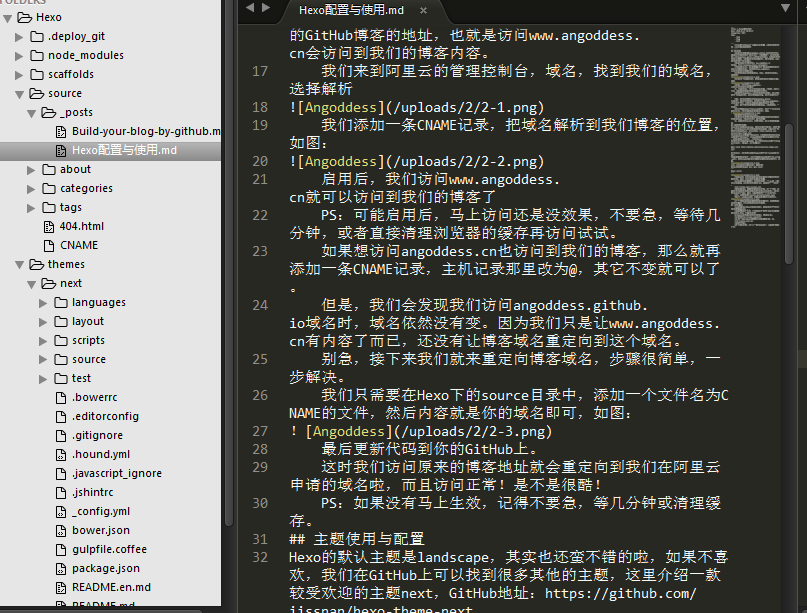 FOLDERS
Hexo
.deploy_git
node_modules
scaffolds
source
_posts
Build-your-blog-by-github.m
Hexo配置与使用.md
about
categories
tags
404.html
CNAME
themes
next
languages
layout
scripts
source
test
.bowerrc
.editorconfig
.gitignore
.hound.yml
.javascript_ignore
.jshintrc
_config.yml
bower.json
gulpfile.coffee
package.json
README.en.md
README.md
Hexo配置与使用.md ×
的GitHub博客的地址，也就是访问www.angoddess.
cn会访问到我们的博客内容。
17 我们来到阿里云的管理控制台，域名，找到我们的域名，
选择解析
18 ![Angoddess](/uploads/2/2-1.png)
19 我们添加一条CNAME记录，把域名解析到我们博客的位置，
如图：
20 ![Angoddess](/uploads/2/2-2.png)
21 启用后，我们访问www.angoddess.
cn就可以访问到我们的博客了
22 PS：可能启用后，马上访问还是没效果，不要急，等待几
分钟，或者直接清理浏览器的缓存再访问试试。
23 如果想访问angoddess.cn也访问到我们的博客，那么就再
添加一条CNAME记录，主机记录那里改为@，其它不变就可以了
。
24 但是，我们会发现我们访问angoddess.github.
io域名时，域名依然没有变。因为我们只是让www.angoddess.
cn有内容了而已，还没有让博客域名重定向到这个域名。
25 别急，接下来我们就来重定向博客域名，步骤很简单，一
步解决。
26 我们只需要在Hexo下的source目录中，添加一个文件名为C
NAME的文件，然后内容就是你的域名即可，如图：
27 ! [Angoddess](/uploads/2/2-3.png)
28 最后更新代码到你的GitHub上。
29 这时我们访问原来的博客地址就会重定向到我们在阿里云
申请的域名啦，而且访问正常！是不是很酷！
30 PS：如果没有马上生效，记得不要急，等几分钟或清理缓
存。
31 ## 主题使用与配置
32 Hexo的默认主题是landscape，其实也还蛮不错的啦，如果不喜
欢，我们在GitHub上可以找到很多其他的主题，这里介绍一款
较受欢迎的主题next，GitHub地址：https://github.com/
iissnan/hexo-theme-next